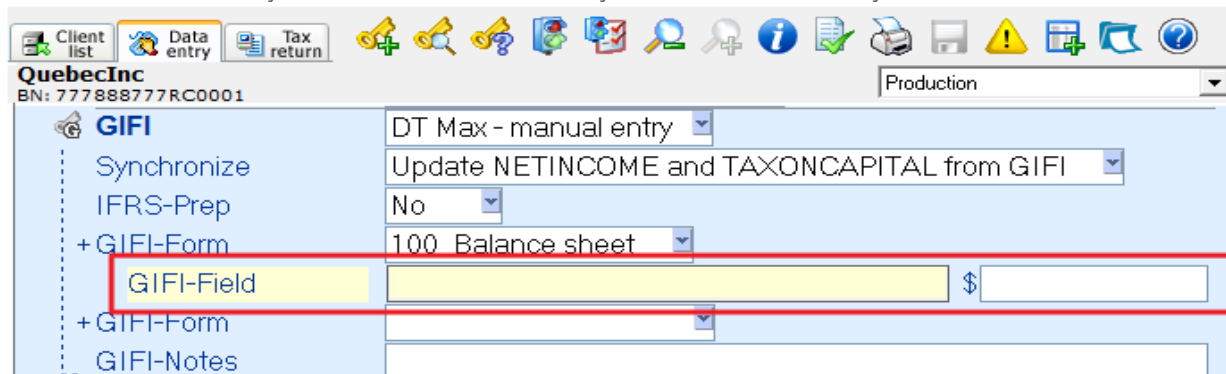 Client list Data entry Tax return
QuebecInc
BN: 777888777RC0001 Production
GIFI DT Max - manual entry
Synchronize Update NETINCOME and TAXONCAPITAL from GIFI
IFRS-Prep No
+GIFI-Form 100 Balance sheet
GIFI-Field $
+GIFI-Form
GIFI-Notes